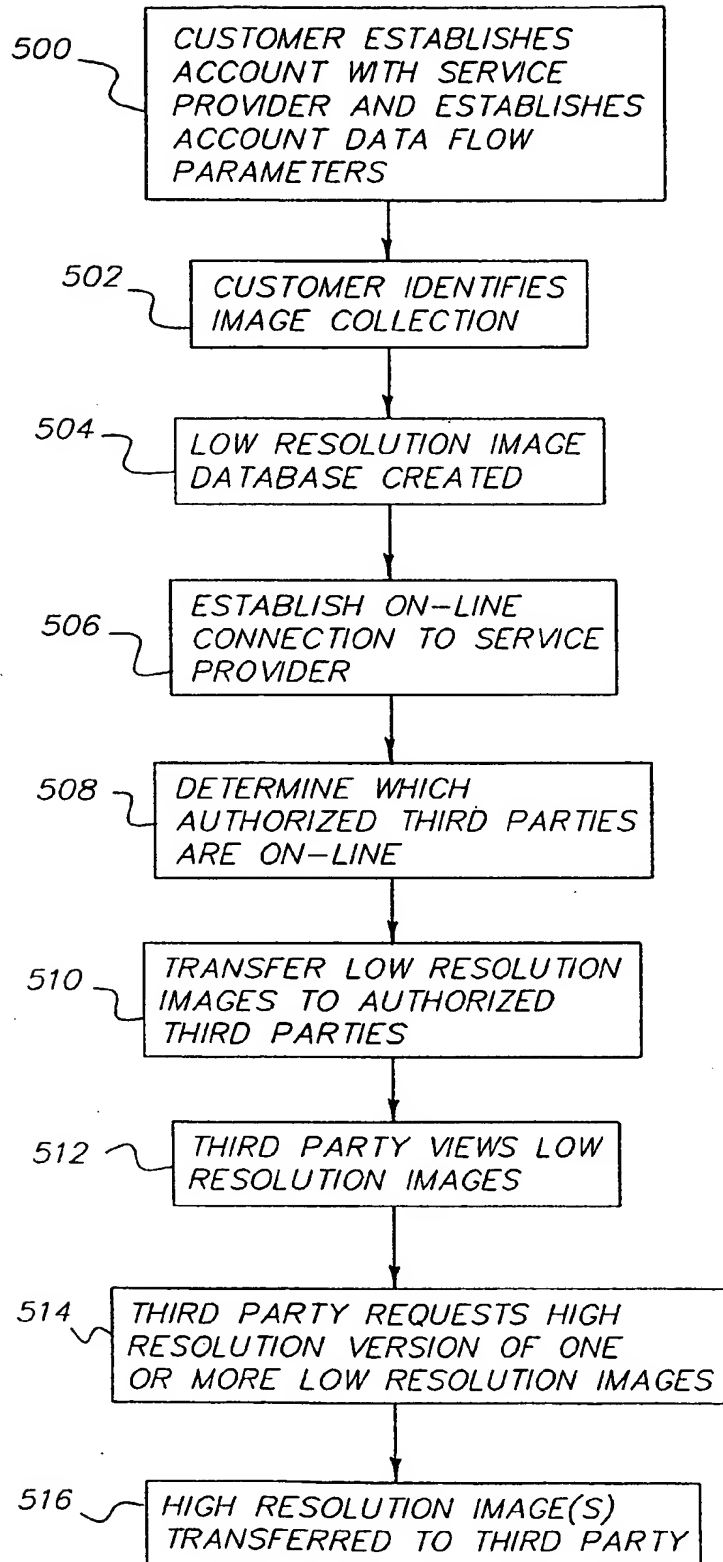 500
CUSTOMER ESTABLISHES
ACCOUNT WITH SERVICE
PROVIDER AND ESTABLISHES
ACCOUNT DATA FLOW
PARAMETERS
502
CUSTOMER IDENTIFIES
IMAGE COLLECTION
504
LOW RESOLUTION IMAGE
DATABASE CREATED
506
ESTABLISH ON-LINE
CONNECTION TO SERVICE
PROVIDER
508
DETERMINE WHICH
AUTHORIZED THIRD PARTIES
ARE ON-LINE
510
TRANSFER LOW RESOLUTION
IMAGES TO AUTHORIZED
THIRD PARTIES
512
THIRD PARTY VIEWS LOW
RESOLUTION IMAGES
514
THIRD PARTY REQUESTS HIGH
RESOLUTION VERSION OF ONE
OR MORE LOW RESOLUTION IMAGES
516
HIGH RESOLUTION IMAGE(S)
TRANSFERRED TO THIRD PARTY